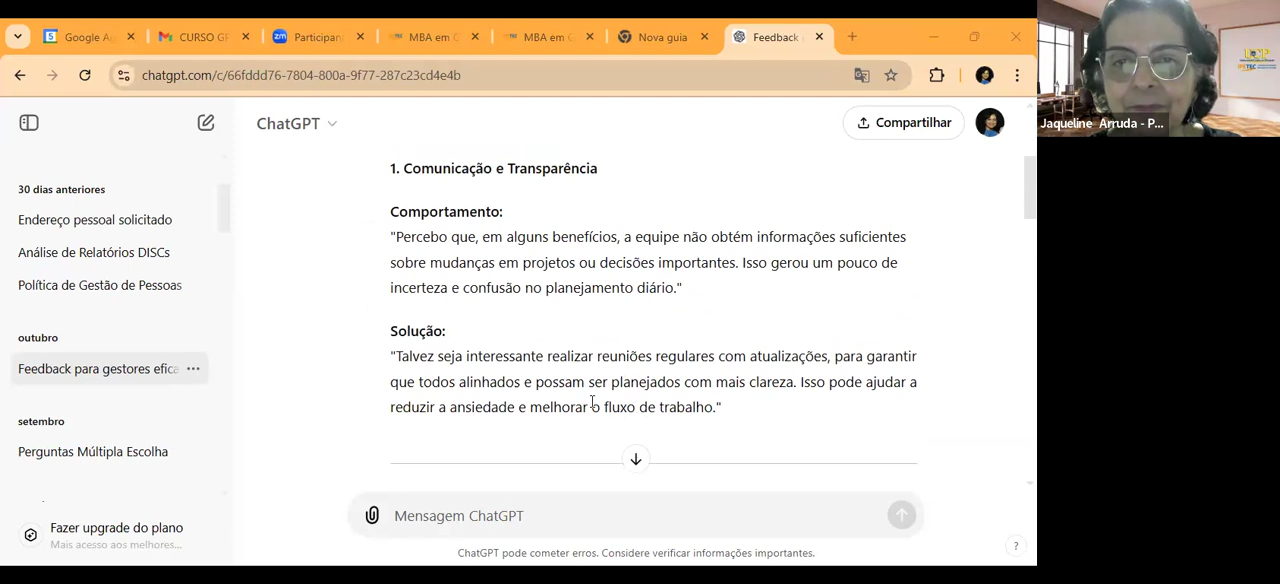 Google A
CURSO GF
zm
Participan
MBA em C
MBA em G
Nova guia
Feedback
chatgpt.com/c/66fddd76-7804-800a-9f77-287c23cd4e4b
Jaqueline Arruda - P...
ChatGPT
Compartilhar
30 dias anteriores
Endereço pessoal solicitado
Análise de Relatórios DISCs
Política de Gestão de Pessoas
outubro
Feedback para gestores efica
setembro
Perguntas Múltipla Escolha
Fazer upgrade do plano
Mais acesso aos melhores...
1. Comunicação e Transparência
Comportamento:
"Percebo que, em alguns benefícios, a equipe não obtém informações suficientes
sobre mudanças em projetos ou decisões importantes. Isso gerou um pouco de
incerteza e confusão no planejamento diário."
Solução:
"Talvez seja interessante realizar reuniões regulares com atualizações, para garantir
que todos alinhados e possam ser planejados com mais clareza. Isso pode ajudar a
reduzir a ansiedade e melhorar o fluxo de trabalho."
Mensagem ChatGPT
ChatGPT pode cometer erros. Considere verificar informações importantes.
?